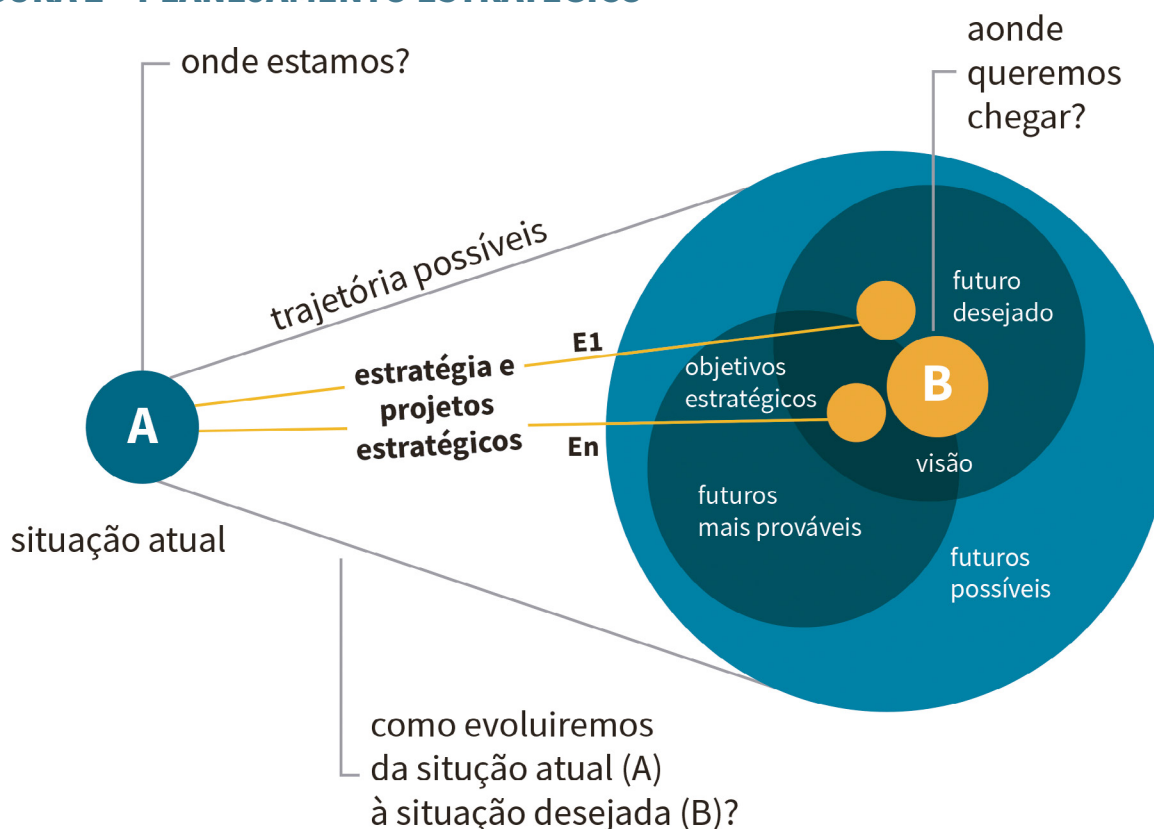 onde estamos?
aonde
queremos
chegar?
trajetória possíveis
futuro
desejado
E1
estratégia e
projetos
estratégicos
objetivos
estratégicos
A
B
En
visão
futuros
mais prováveis
situação atual
futuros
possíveis
como evoluiremos
da situção atual (A)
à situação desejada (B)?